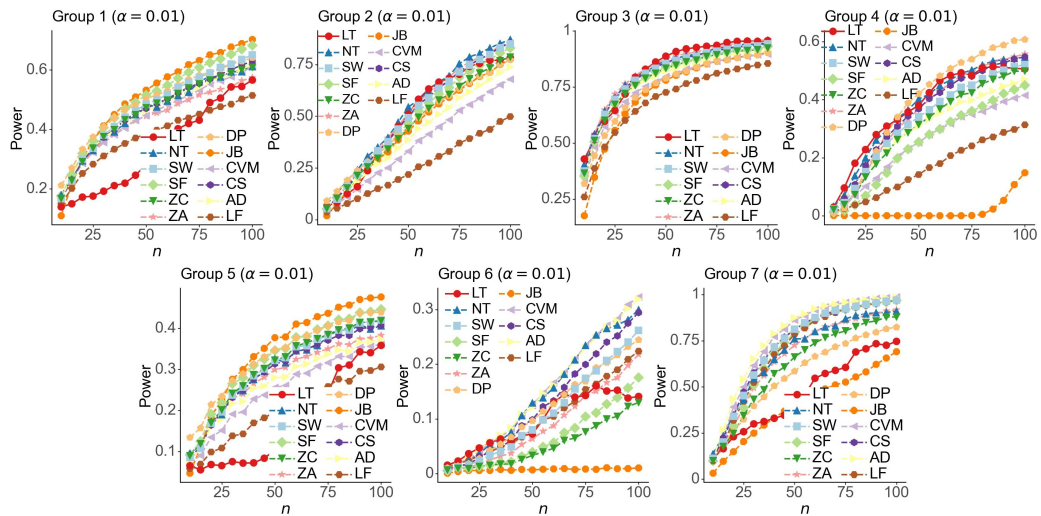 Group 1 (α = 0.01)
Power
0.6
0.4
0.2
25 50 75 100
n
LT
NT
SW
SF
ZC
ZA
DP
JB
CVM
CS
AD
LF
Group 2 (α = 0.01)
Power
0.75
0.50
0.25
0
25 50 75 100
n
LT
NT
SW
SF
ZC
ZA
DP
JB
CVM
CS
AD
LF
Group 3 (α = 0.01)
Power
1
0.75
0.50
0.25
25 50 75 100
n
LT
NT
SW
SF
ZC
ZA
DP
JB
CVM
CS
AD
LF
Group 4 (α = 0.01)
Power
0.6
0.4
0.2
0
25 50 75 100
n
LT
NT
SW
SF
ZC
ZA
DP
JB
CVM
CS
AD
LF
Group 5 (α = 0.01)
Power
0.4
0.3
0.2
0.1
25 50 75 100
n
LT
NT
SW
SF
ZC
ZA
DP
JB
CVM
CS
AD
LF
Group 6 (α = 0.01)
Power
0.3
0.2
0.1
0
25 50 75 100
n
LT
NT
SW
SF
ZC
ZA
DP
JB
CVM
CS
AD
LF
Group 7 (α = 0.01)
Power
1
0.75
0.50
0.25
0
25 50 75 100
n
LT
NT
SW
SF
ZC
ZA
DP
JB
CVM
CS
AD
LF